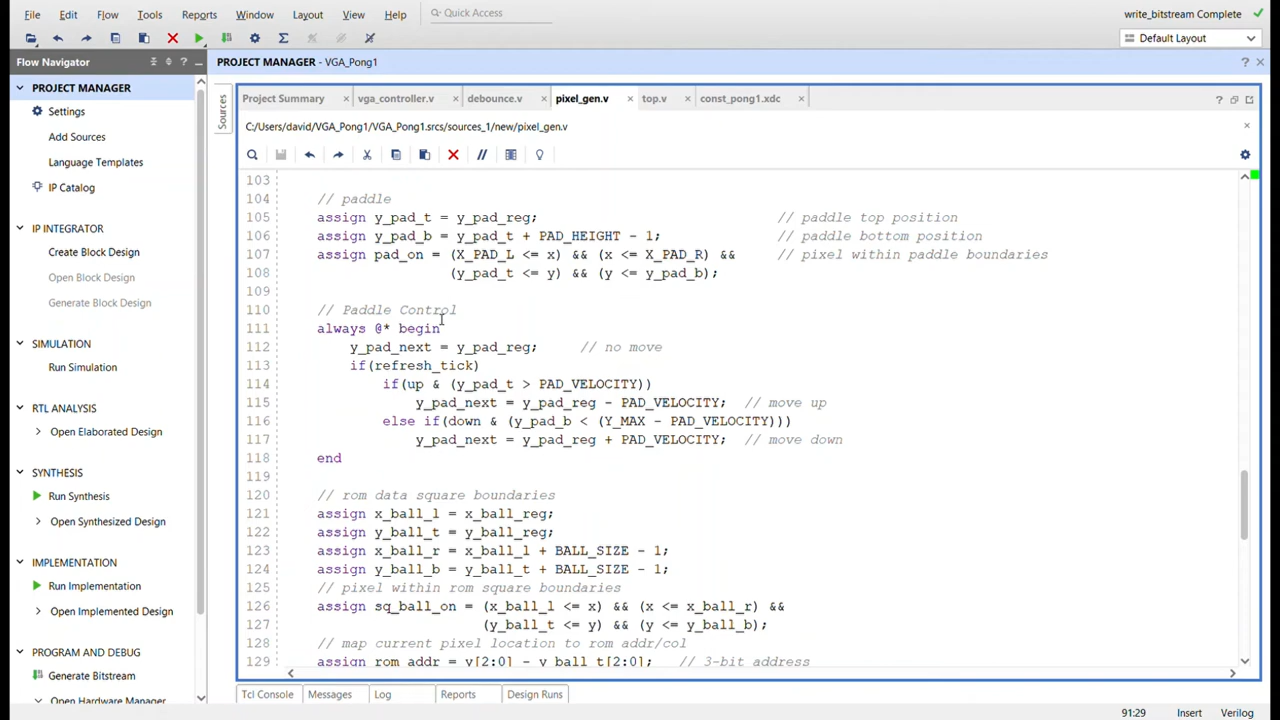 File Edit Flow Tools Reports Window Layout View Help Quick Access write_bitstream Complete
Default Layout
Flow Navigator PROJECT MANAGER - VGA_Pong1
PROJECT MANAGER
Settings
Add Sources
Language Templates
IP Catalog
IP INTEGRATOR
Create Block Design
Open Block Design
Generate Block Design
SIMULATION
Run Simulation
RTL ANALYSIS
Open Elaborated Design
SYNTHESIS
Run Synthesis
Open Synthesized Design
IMPLEMENTATION
Run Implementation
Open Implemented Design
PROGRAM AND DEBUG
Generate Bitstream
Open Hardware Manager
Sources
Project Summary vga_controller.v debounce.v pixel_gen.v top.v const_pong1.xdc
C:/Users/david/VGA_Pong1/VGA_Pong1.srcs/sources_1/new/pixel_gen.v
103
104 // paddle
105 assign y_pad_t = y_pad_reg; // paddle top position
106 assign y_pad_b = y_pad_t + PAD_HEIGHT - 1; // paddle bottom position
107 assign pad_on = (X_PAD_L <= x) && (x <= X_PAD_R) && // pixel within paddle boundaries
108 (y_pad_t <= y) && (y <= y_pad_b);
109
110 // Paddle Control
111 always @* begin
112 y_pad_next = y_pad_reg; // no move
113 if(refresh_tick)
114 if(up & (y_pad_t > PAD_VELOCITY))
115 y_pad_next = y_pad_reg - PAD_VELOCITY; // move up
116 else if(down & (y_pad_b < (Y_MAX - PAD_VELOCITY)))
117 y_pad_next = y_pad_reg + PAD_VELOCITY; // move down
118 end
119
120 // rom data square boundaries
121 assign x_ball_l = x_ball_reg;
122 assign y_ball_t = y_ball_reg;
123 assign x_ball_r = x_ball_l + BALL_SIZE - 1;
124 assign y_ball_b = y_ball_t + BALL_SIZE - 1;
125 // pixel within rom square boundaries
126 assign sq_ball_on = (x_ball_l <= x) && (x <= x_ball_r) &&
127 (y_ball_t <= y) && (y <= y_ball_b);
128 // map current pixel location to rom addr/col
129 assign rom_addr = y[2:0] - y_ball_t[2:0]; // 3-bit address
Tcl Console Messages Log Reports Design Runs
91:29 Insert Verilog